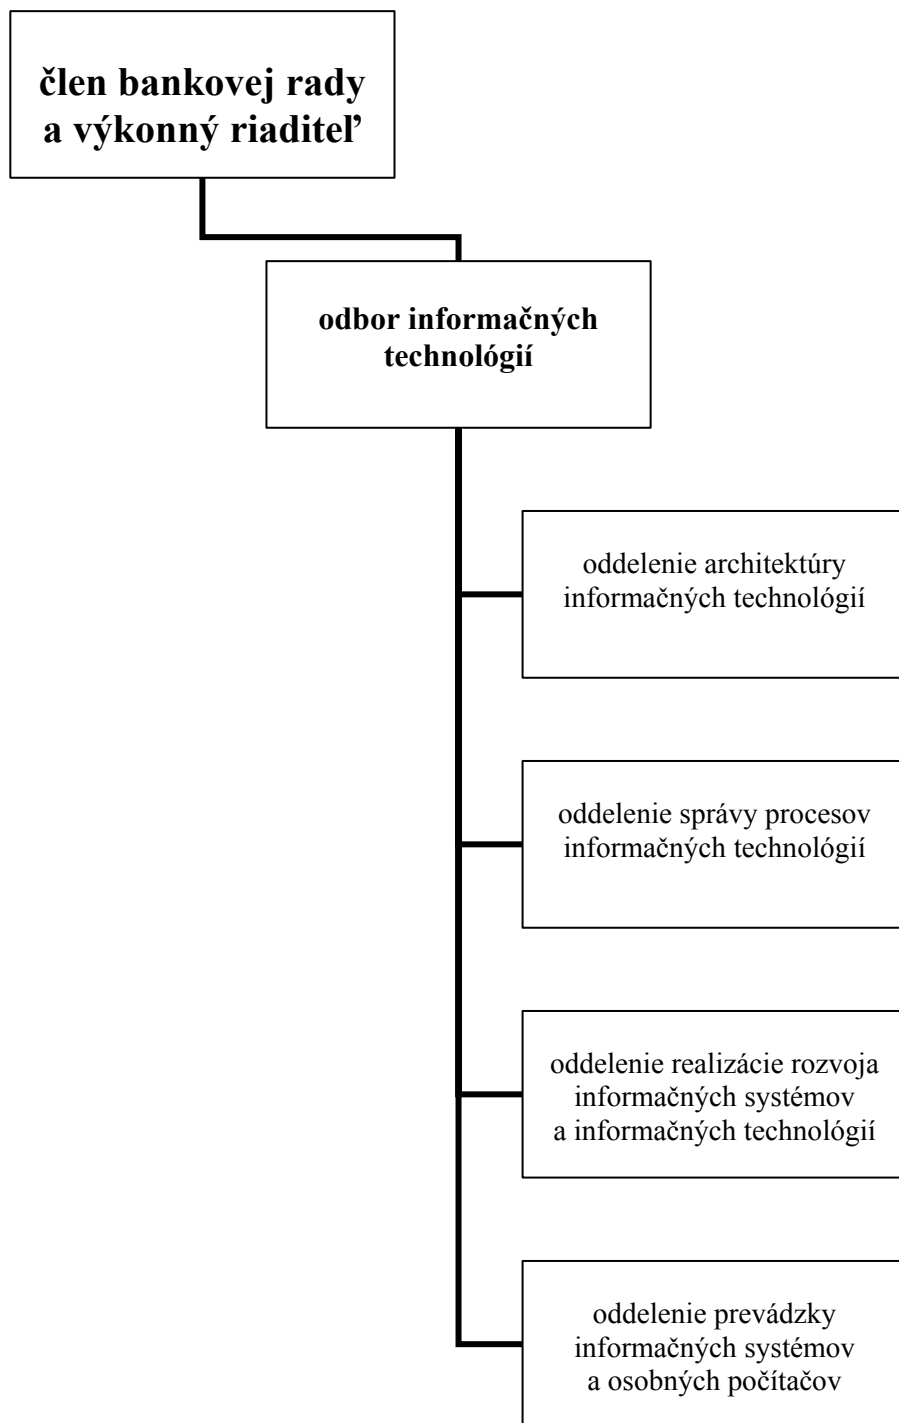 člen bankovej rady
a výkonný riaditeľ
odbor informačných
technológií
oddelenie architektúry
informačných technológií
oddelenie správy procesov
informačných technológií
oddelenie realizácie rozvoja
informačných systémov
a informačných technológií
oddelenie prevádzky
informačných systémov
a osobných počítačov